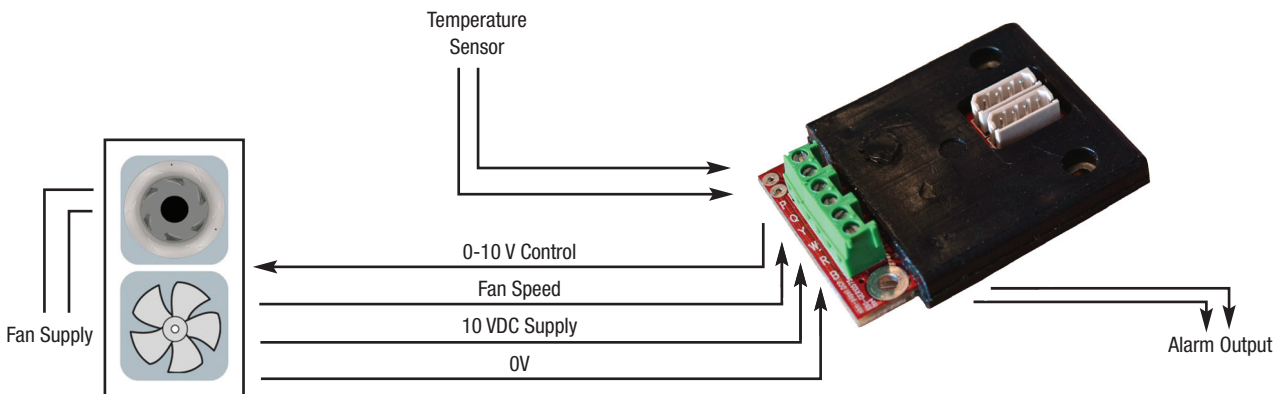 Temperature
Sensor
0-10 V Control
Fan Speed
10 VDC Supply
0V
Fan Supply
Alarm Output
P
O
Y
W
R
B